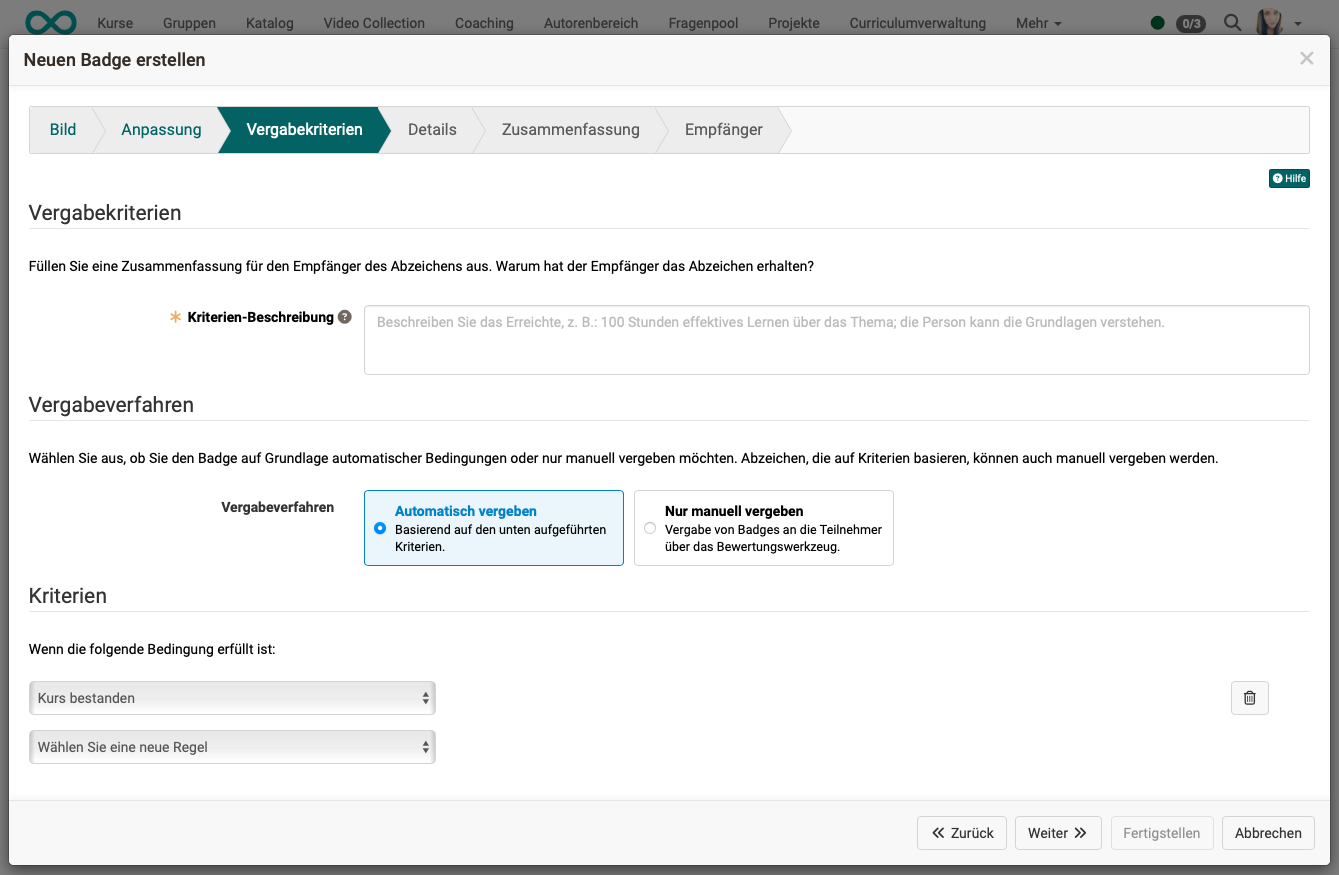 Kurse Gruppen Katalog Video Collection Coaching Autorenbereich Fragenpool Projekte Curriculumverwaltung Mehr 0/3
Neuen Badge erstellen ×
Bild Anpassung Vergabekriterien Details Zusammenfassung Empfänger
Hilfe
Vergabekriterien
Füllen Sie eine Zusammenfassung für den Empfänger des Abzeichens aus. Warum hat der Empfänger das Abzeichen erhalten?
Kriterien-Beschreibung
Beschreiben Sie das Erreichte, z. B.: 100 Stunden effektives Lernen über das Thema; die Person kann die Grundlagen verstehen.
Vergabeverfahren
Wählen Sie aus, ob Sie den Badge auf Grundlage automatischer Bedingungen oder nur manuell vergeben möchten. Abzeichen, die auf Kriterien basieren, können auch manuell vergeben werden.
Vergabeverfahren
Automatisch vergeben
Basierend auf den unten aufgeführten
Kriterien.
Nur manuell vergeben
Vergabe von Badges an die Teilnehmer
über das Bewertungswerkzeug.
Kriterien
Wenn die folgende Bedingung erfüllt ist:
Kurs bestanden
Wählen Sie eine neue Regel
Zurück Weiter Fertigstellen Abbrechen